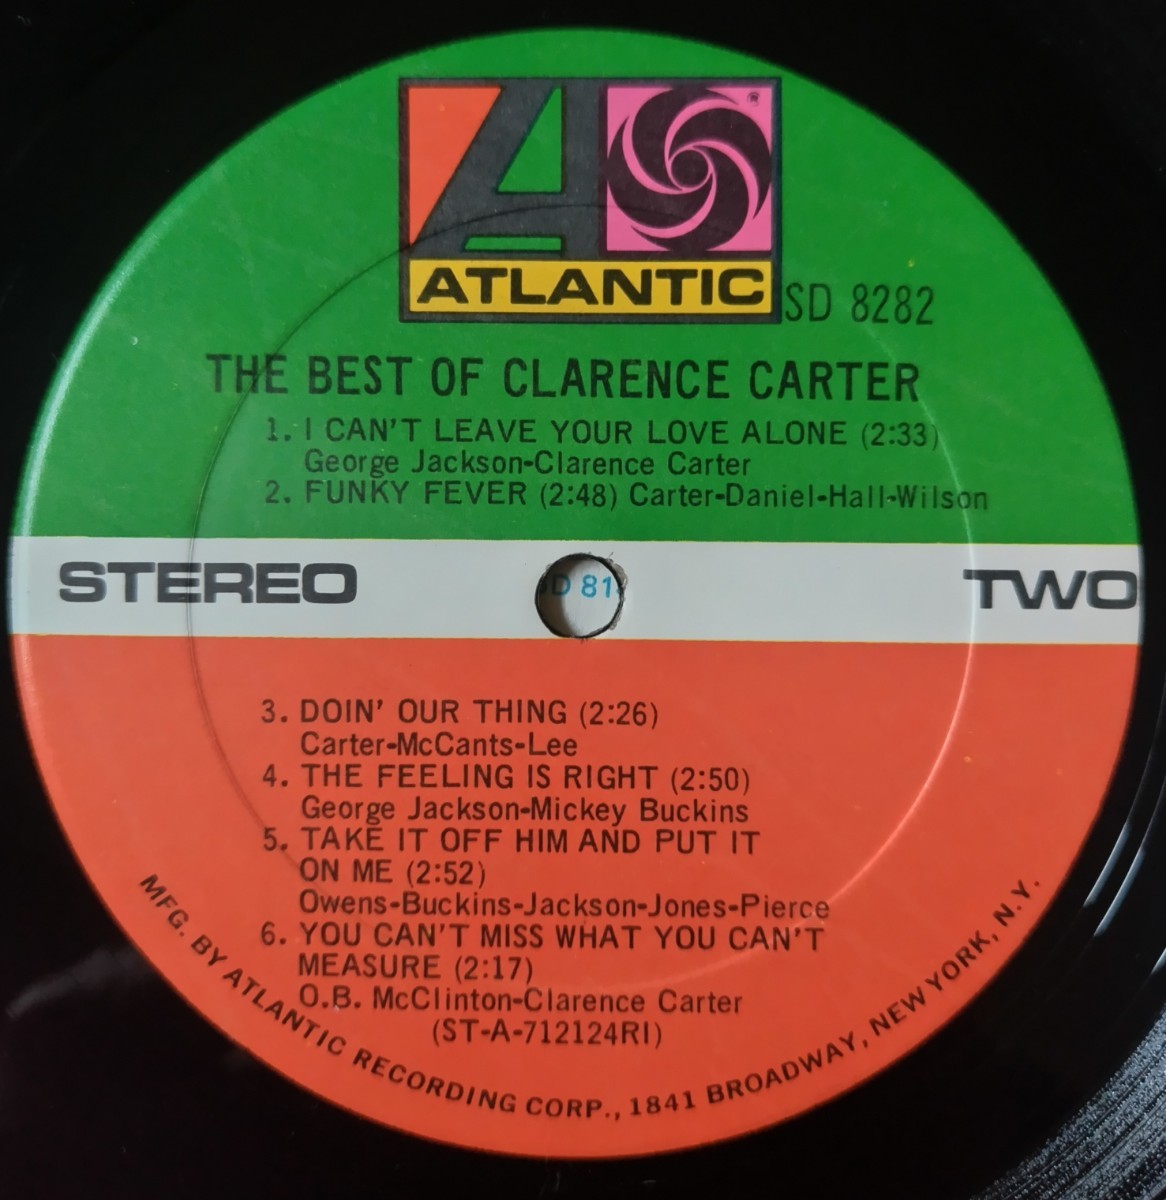 ATLANTIC
SD 8282
THE BEST OF CLARENCE CARTER
1. I CAN'T LEAVE YOUR LOVE ALONE (2:33)
George Jackson-Clarence Carter
2. FUNKY FEVER (2:48) Carter-Daniel-Hall-Wilson
STEREO
D 81
TWO
3. DOIN' OUR THING (2:26)
Carter-McCants-Lee
4. THE FEELING IS RIGHT (2:50)
George Jackson-Mickey Buckins
5. TAKE IT OFF HIM AND PUT IT
ON ME (2:52)
Owens-Buckins-Jackson-Jones-Pierce
6. YOU CAN'T MISS WHAT YOU CAN'T
MEASURE (2:17)
O.B. McClinton-Clarence Carter
(ST-A-712124RI)
MFG. BY ATLANTIC RECORDING CORP., 1841 BROADWAY, NEW YORK, N.Y.